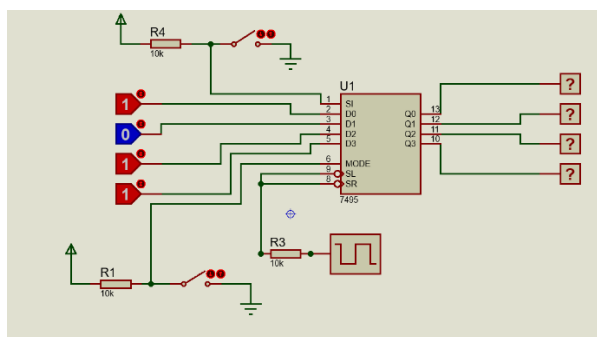 R4
10k
U1
1
0
1
1
1 SI
2 D0
3 D1
4 D2
5 D3
6 MODE
9 SL
8 SR
Q0 13
Q1 12
Q2 11
Q3 10
7495
?
?
?
?
R3
10k
R1
10k